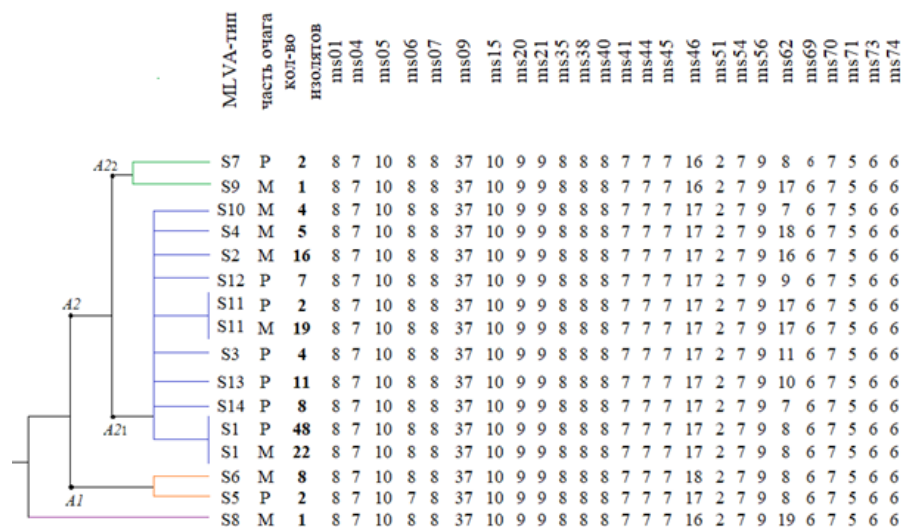 MLVA-тип часть очага кол-во изолятов ms01 ms04 ms05 ms06 ms07 ms09 ms15 ms20 ms21 ms35 ms38 ms40 ms41 ms44 ms45 ms46 ms51 ms54 ms56 ms62 ms69 ms70 ms71 ms73 ms74
A22 S7 P 2 8 7 10 8 8 37 10 9 9 8 8 8 7 7 7 16 2 7 9 8 6 7 5 6 6
S9 M 1 8 7 10 8 8 37 10 9 9 8 8 8 7 7 7 16 2 7 9 17 6 7 5 6 6
S10 M 4 8 7 10 8 8 37 10 9 9 8 8 8 7 7 7 17 2 7 9 7 6 7 5 6 6
S4 M 5 8 7 10 8 8 37 10 9 9 8 8 8 7 7 7 17 2 7 9 18 6 7 5 6 6
S2 M 16 8 7 10 8 8 37 10 9 9 8 8 8 7 7 7 17 2 7 9 16 6 7 5 6 6
S12 P 7 8 7 10 8 8 37 10 9 9 8 8 8 7 7 7 17 2 7 9 9 6 7 5 6 6
A2 S11 P 2 8 7 10 8 8 37 10 9 9 8 8 8 7 7 7 17 2 7 9 17 6 7 5 6 6
S11 M 19 8 7 10 8 8 37 10 9 9 8 8 8 7 7 7 17 2 7 9 17 6 7 5 6 6
S3 P 4 8 7 10 8 8 37 10 9 9 8 8 8 7 7 7 17 2 7 9 11 6 7 5 6 6
S13 P 11 8 7 10 8 8 37 10 9 9 8 8 8 7 7 7 17 2 7 9 10 6 7 5 6 6
S14 P 8 8 7 10 8 8 37 10 9 9 8 8 8 7 7 7 17 2 7 9 7 6 7 5 6 6
A21 S1 P 48 8 7 10 8 8 37 10 9 9 8 8 8 7 7 7 17 2 7 9 8 6 7 5 6 6
S1 M 22 8 7 10 8 8 37 10 9 9 8 8 8 7 7 7 17 2 7 9 8 6 7 5 6 6
S6 M 8 8 7 10 8 8 37 10 9 9 8 8 8 7 7 7 18 2 7 9 8 6 7 5 6 6
A1 S5 P 2 8 7 10 7 8 37 10 9 9 8 8 8 7 7 7 17 2 7 9 8 6 7 5 6 6
S8 M 1 8 7 10 8 8 37 10 9 9 8 8 8 7 7 7 16 2 7 9 19 6 7 5 6 6